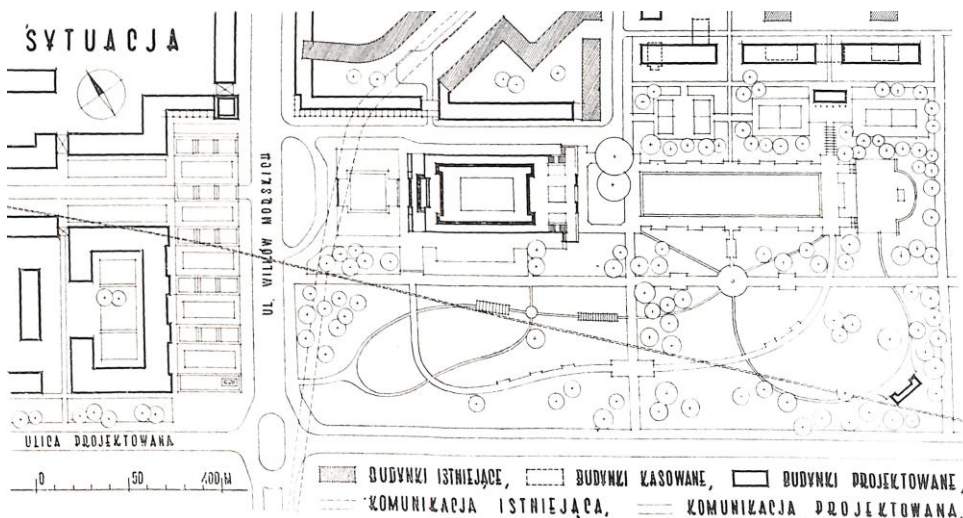 SYTUACJA
UL. WILKÓW MORSKICH
ULICA PROJEKTOWANA
0 50 100 M
BUDYNKI ISTNIEJĄCE, BUDYNKI KASOWANE, BUDYNKI PROJEKTOWANE,
KOMUNIKACJA ISTNIEJĄCA, KOMUNIKACJA PROJEKTOWANA,